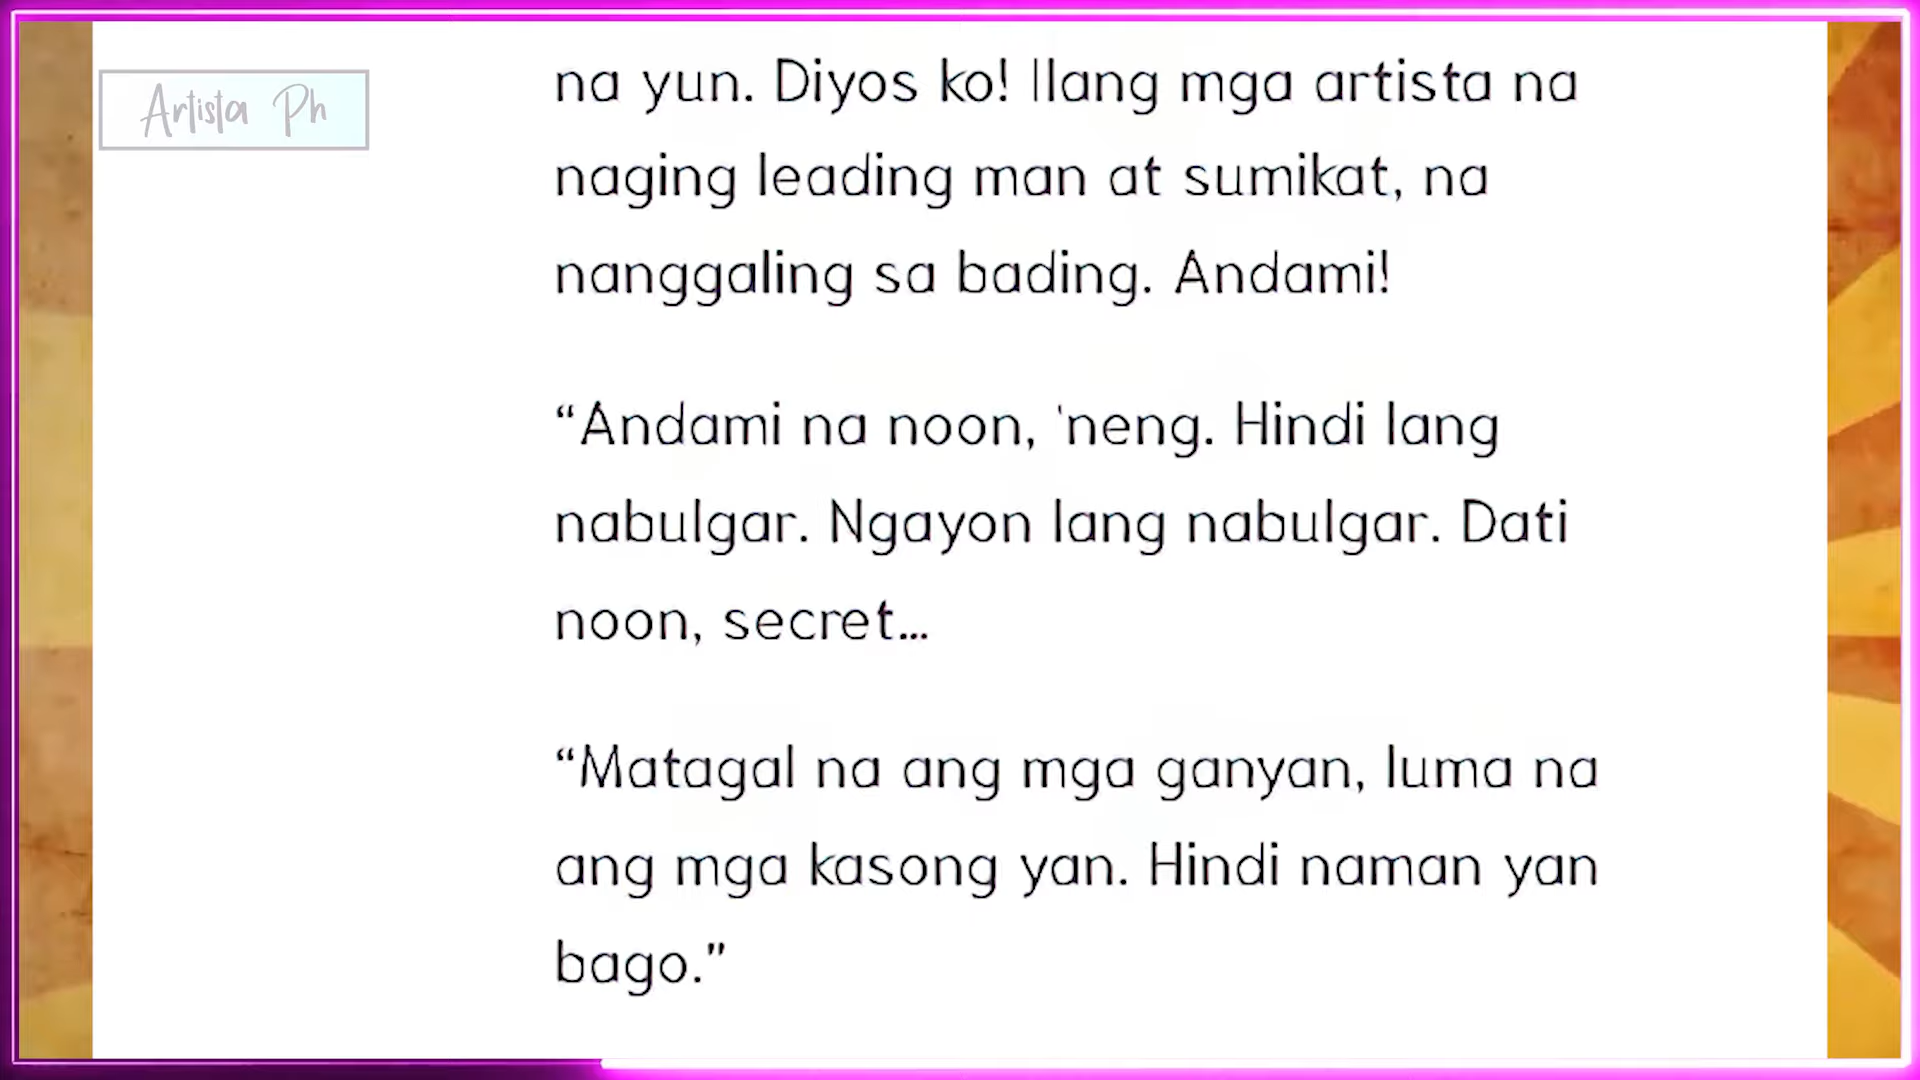 Artista Ph
na yun. Diyos ko! Ilang mga artista na
naging leading man at sumikat, na
nanggaling sa bading. Andami!
“Andami na noon, 'neng. Hindi lang
nabulgar. Ngayon lang nabulgar. Dati
noon, secret…
“Matagal na ang mga ganyan, luma na
ang mga kasong yan. Hindi naman yan
bago.”